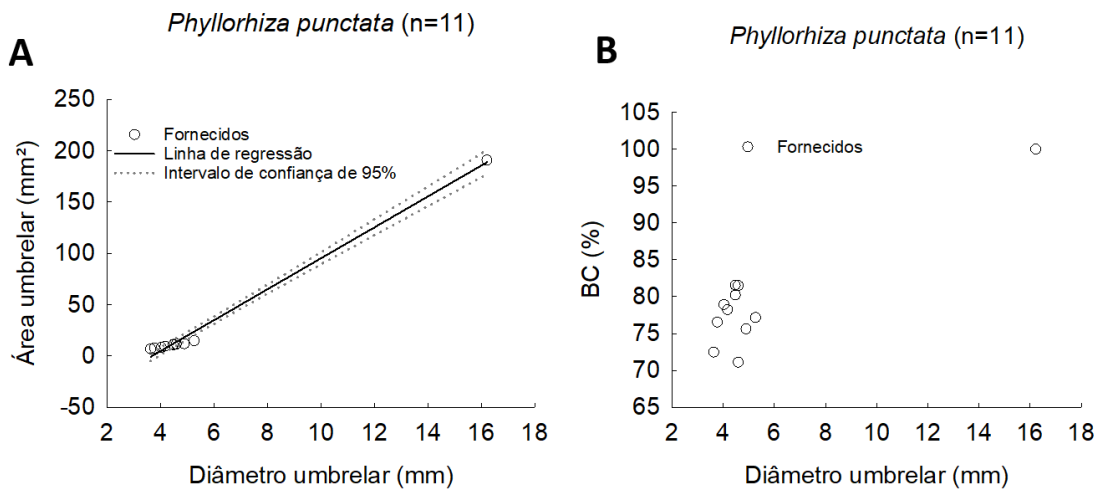 Phyllorhiza punctata (n=11)
A
250
200
150
100
50
0
-50
Área umbrelar (mm²)
Fornecidos
Linha de regressão
Intervalo de confiança de 95%
2 4 6 8 10 12 14 16 18
Diâmetro umbrelar (mm)
Phyllorhiza punctata (n=11)
B
105
100
95
90
85
80
75
70
65
BC (%)
Fornecidos
2 4 6 8 10 12 14 16 18
Diâmetro umbrelar (mm)